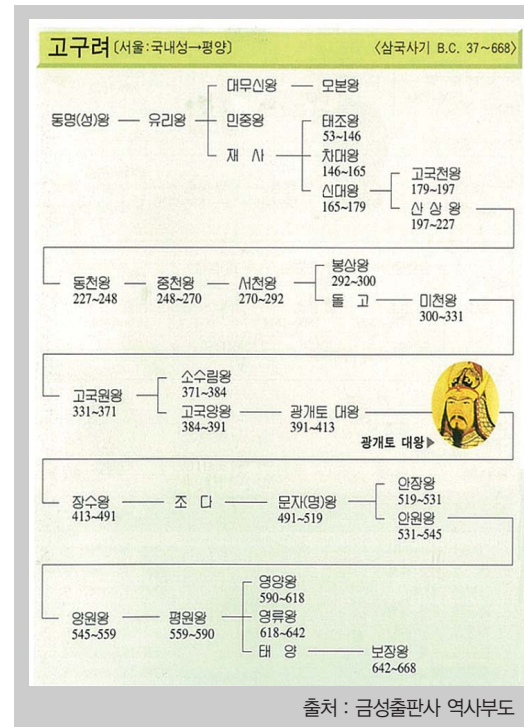 고구려 (서울:국내성→평양) 〈삼국사기 B.C. 37~668〉
대무신왕 모본왕
동명(성)왕 유리왕 민중왕 태조왕
53~146
재 사 차대왕
146~165
고국천왕
179~197
신대왕
165~179
산 상 왕
197~227
동천왕 중천왕 서천왕
227~248 248~270 270~292
봉상왕
292~300
돌 고 미천왕
300~331
고국원왕
331~371
소수림왕
371~384
고국양왕 광개토 대왕
384~391 391~413
광개토 대왕▶
장수왕 조 다 문자(명)왕
413~491 491~519
안장왕
519~531
안원왕
531~545
양원왕 평원왕
545~559 559~590
영양왕
590~618
영류왕
618~642
태 양 보장왕
642~668
출처 : 금성출판사 역사부도